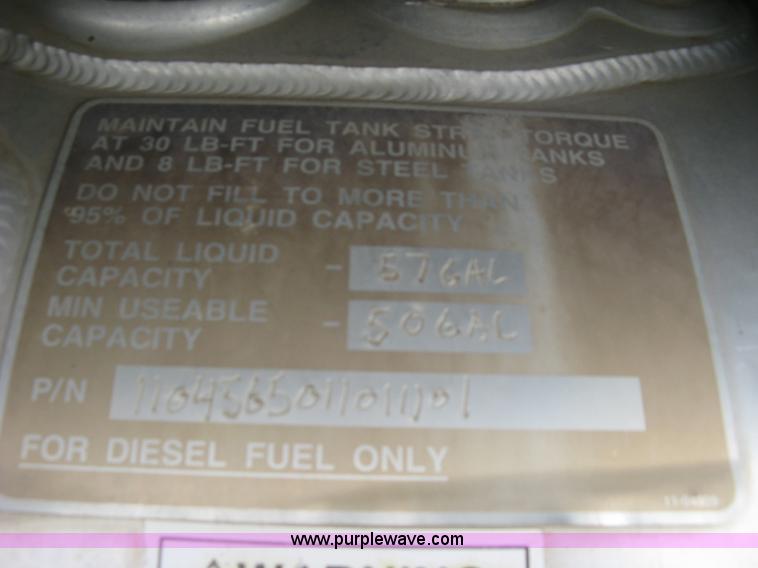 MAINTAIN FUEL TANK STRAP TORQUE
AT 30 LB-FT FOR ALUMINUM TANKS
AND 8 LB-FT FOR STEEL TANKS
DO NOT FILL TO MORE THAN
95% OF LIQUID CAPACITY
TOTAL LIQUID CAPACITY - 57GAL
MIN USEABLE CAPACITY - 50GAL
P/N 110456501101101
FOR DIESEL FUEL ONLY
www.purplewave.com
WARNING